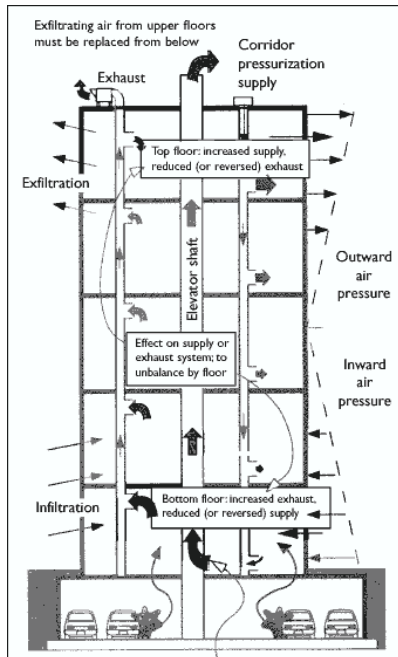 Exfiltrating air from upper floors
must be replaced from below
Corridor
pressurization
supply
Exhaust
Top floor: increased supply,
reduced (or reversed) exhaust
Exfiltration
Elevator shaft
Outward
air
pressure
Effect on supply or
exhaust system; to
unbalance by floor
Inward
air
pressure
Infiltration
Bottom floor: increased exhaust,
reduced (or reversed) supply